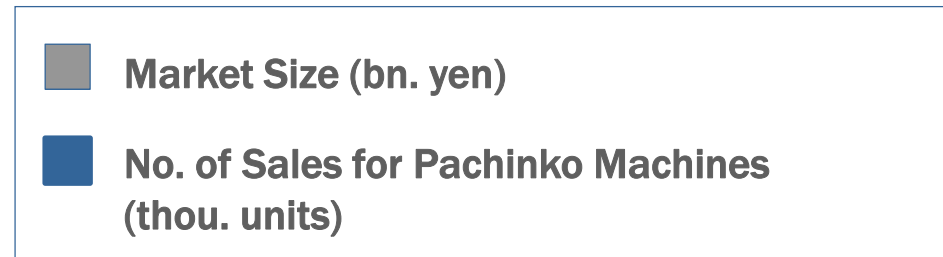 Market Size (bn. yen)
No. of Sales for Pachinko Machines
(thou. units)